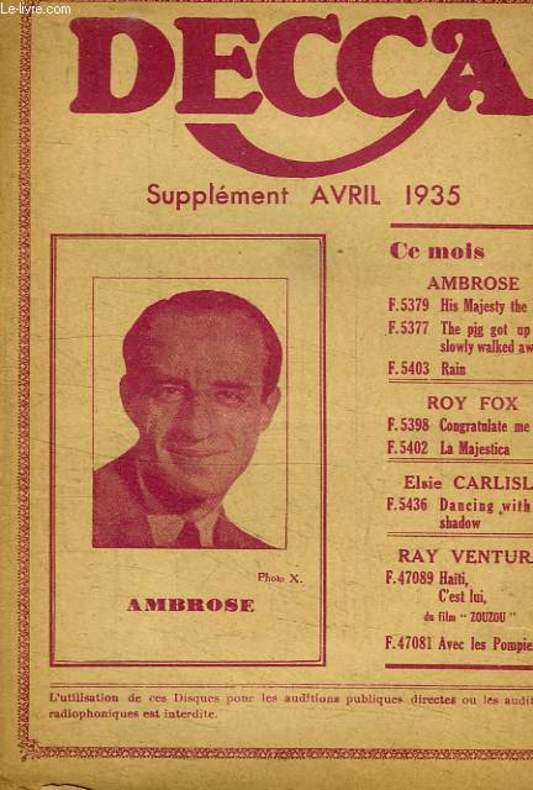 Le-livre.com
DECCA
Supplément AVRIL 1935
Photo X.
AMBROSE
Ce mois
AMBROSE
F.5379 His Majesty the
F.5377 The pig got up
slowly walked aw
F.5403 Rain
ROY FOX
F.5398 Congratulate me
F.5402 La Majestica
Elsie CARLISL
F.5436 Dancing with
shadow
RAY VENTUR
F.47089 Haïti,
C'est lui,
du film " ZOUZOU "
F.47081 Avec les Pompie
L'utilisation de ces Disques pour les auditions publiques directes ou les audit
radiophoniques est interdite.